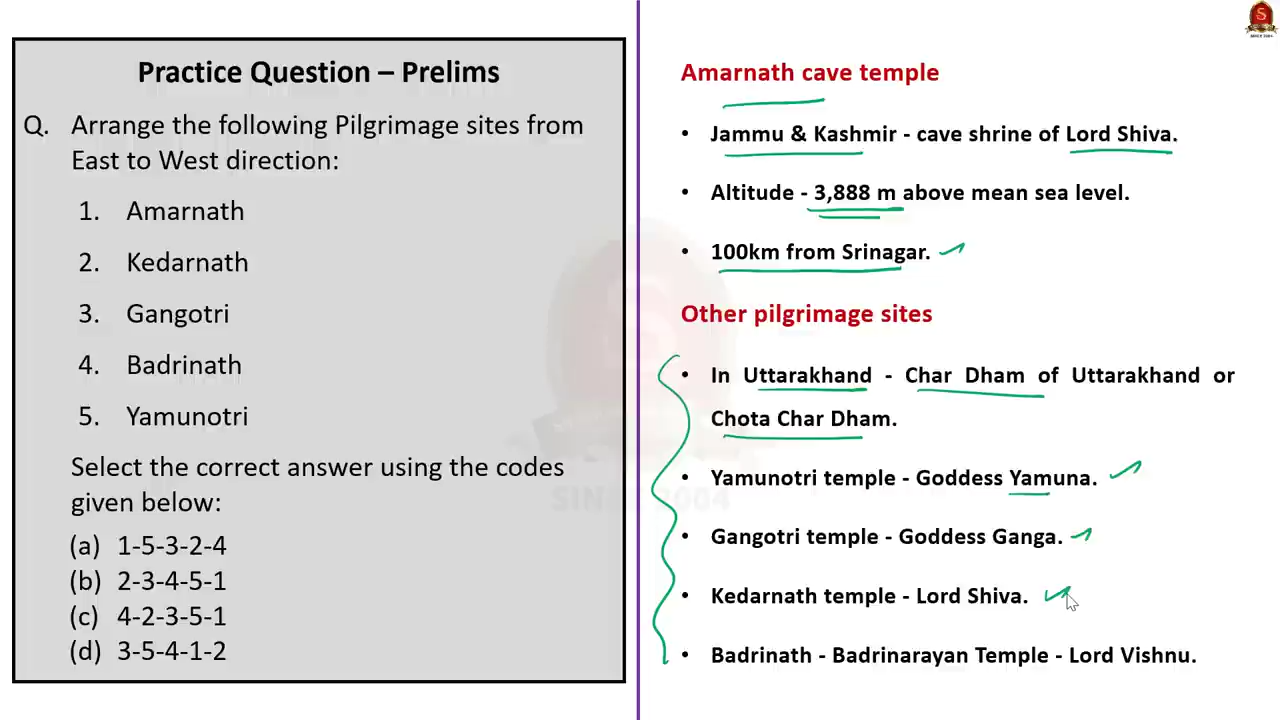 Practice Question – Prelims
Q. Arrange the following Pilgrimage sites from
East to West direction:
1. Amarnath
2. Kedarnath
3. Gangotri
4. Badrinath
5. Yamunotri
Select the correct answer using the codes
given below:
(a) 1-5-3-2-4
(b) 2-3-4-5-1
(c) 4-2-3-5-1
(d) 3-5-4-1-2
Amarnath cave temple
• Jammu & Kashmir - cave shrine of Lord Shiva.
• Altitude - 3,888 m above mean sea level.
• 100km from Srinagar.
Other pilgrimage sites
• In Uttarakhand - Char Dham of Uttarakhand or
Chota Char Dham.
• Yamunotri temple - Goddess Yamuna.
• Gangotri temple - Goddess Ganga.
• Kedarnath temple - Lord Shiva.
• Badrinath - Badrinarayan Temple - Lord Vishnu.
S
SINCE 2004
SINCE 2004